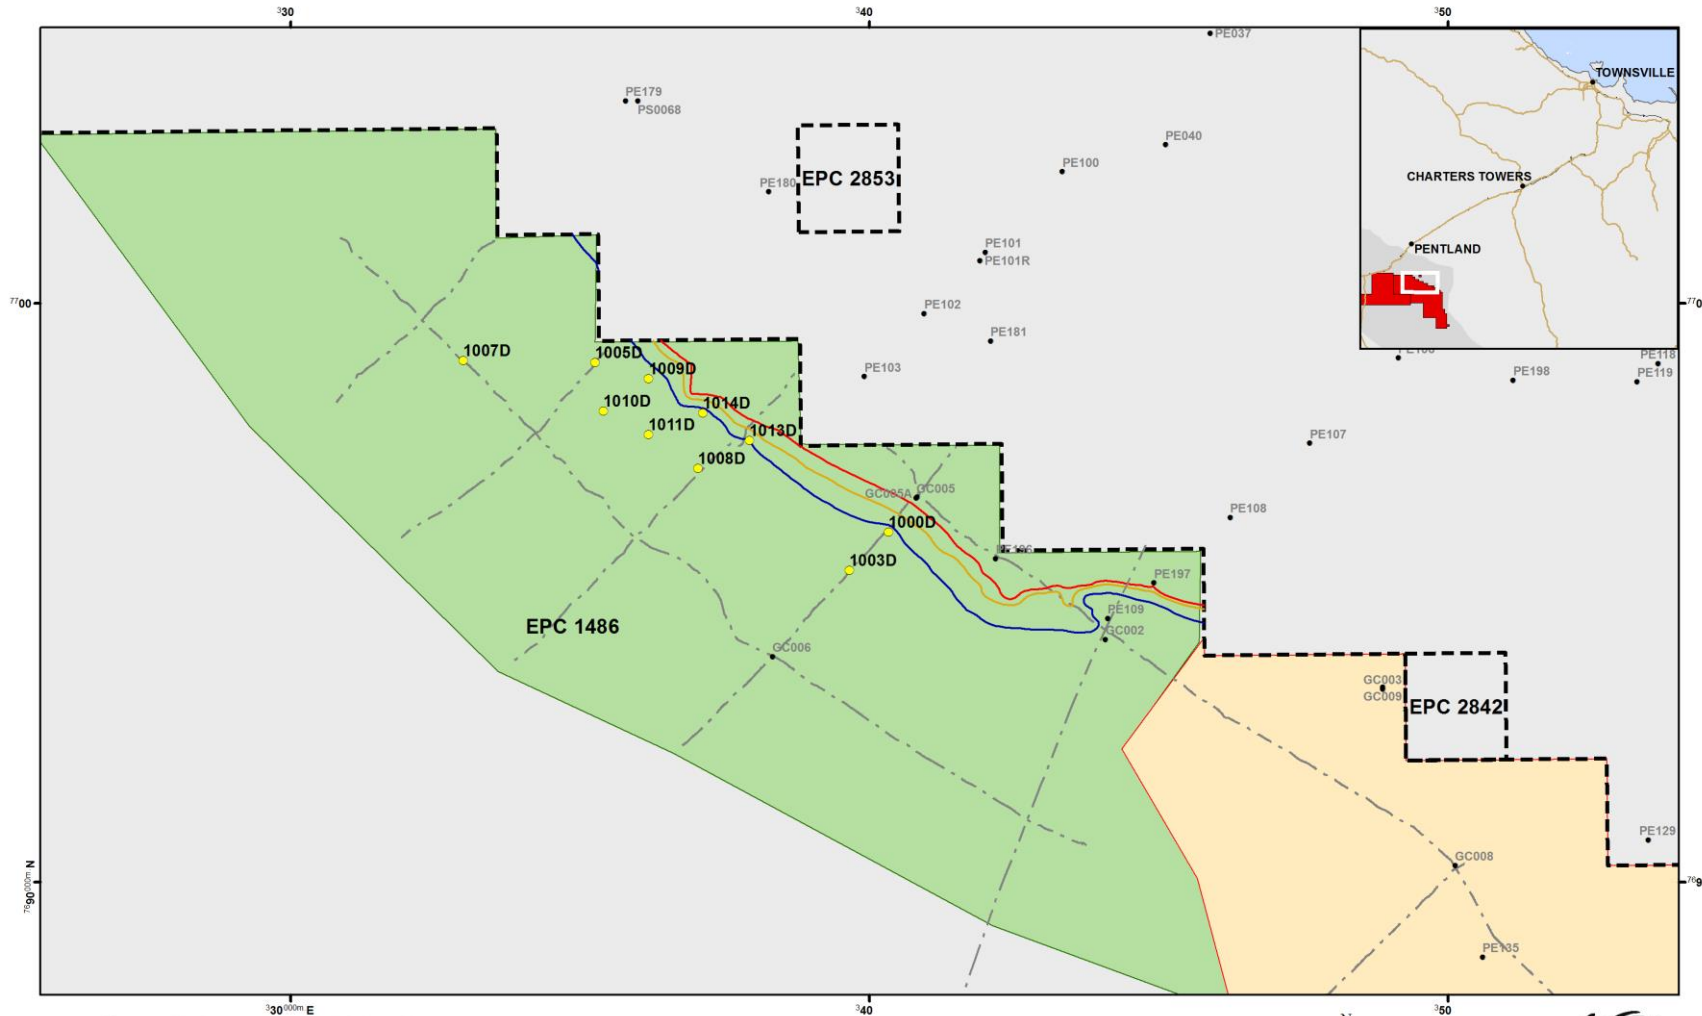 ³30
³40
³50
PE037
TOWNSVILLE
PE179
PS0068
PE040
PE100
CHARTERS TOWERS
PE180
EPC 2853
PENTLAND
PE101
PE101R
⁷⁷00
PE102
PE181
1007D
1005D
PE118
1009D
PE103
PE198
PE119
1010D
1014D
1011D
1013D
PE107
1008D
GC005A
GC005
PE108
1000D
1003D
PE197
PE109
EPC 1486
GC002
GC006
GC003
GC009
EPC 2842
PE129
GC008
⁷⁶90⁰⁰⁰ᵐ N
PE135
³30⁰⁰⁰ᵐ E
³40
³50
N